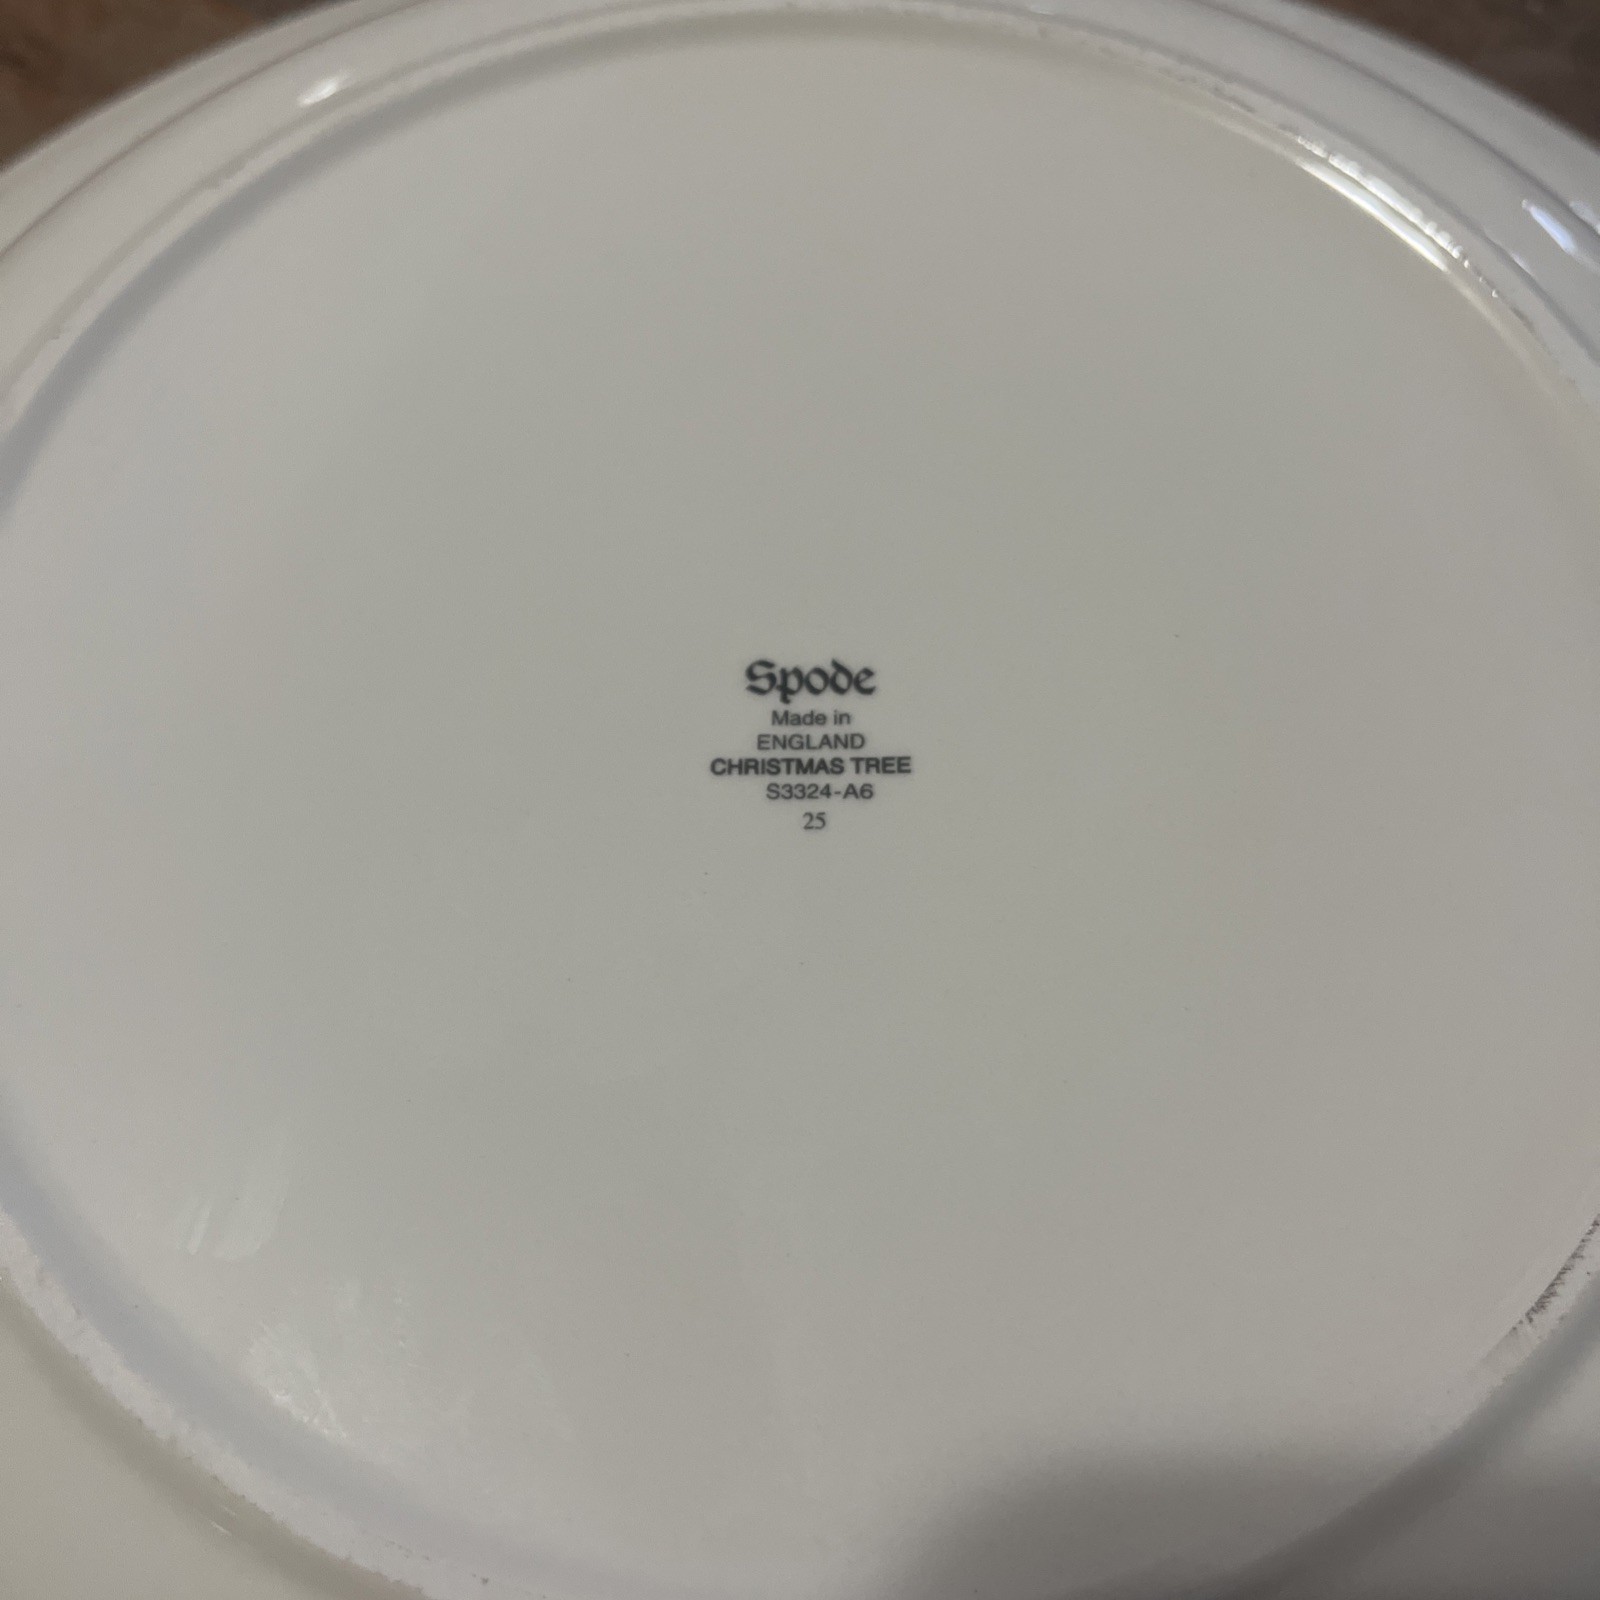 Spode
Made in
ENGLAND
CHRISTMAS TREE
S3324-A6
25